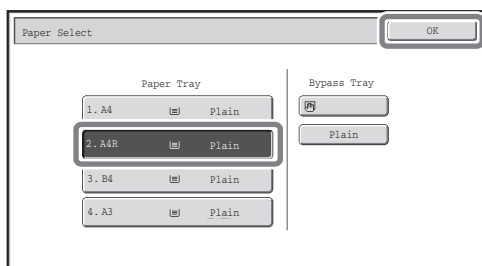 Paper Select
OK
Paper Tray
1. A4 Plain
2. A4R Plain
3. B4 Plain
4. A3 Plain
Bypass Tray
Plain